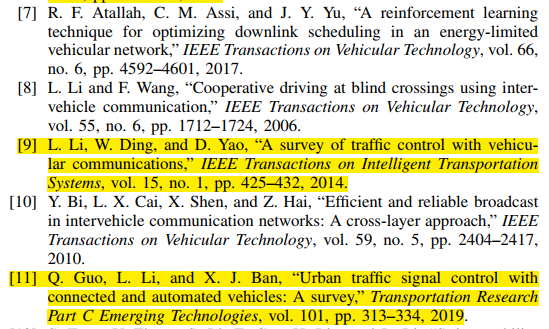 [7] R. F. Atallah, C. M. Assi, and J. Y. Yu, “A reinforcement learning
technique for optimizing downlink scheduling in an energy-limited
vehicular network,” IEEE Transactions on Vehicular Technology, vol. 66,
no. 6, pp. 4592–4601, 2017.
[8] L. Li and F. Wang, “Cooperative driving at blind crossings using inter-
vehicle communication,” IEEE Transactions on Vehicular Technology,
vol. 55, no. 6, pp. 1712–1724, 2006.
[9] L. Li, W. Ding, and D. Yao, “A survey of traffic control with vehicu-
lar communications,” IEEE Transactions on Intelligent Transportation
Systems, vol. 15, no. 1, pp. 425–432, 2014.
[10] Y. Bi, L. X. Cai, X. Shen, and Z. Hai, “Efficient and reliable broadcast
in intervehicle communication networks: A cross-layer approach,” IEEE
Transactions on Vehicular Technology, vol. 59, no. 5, pp. 2404–2417,
2010.
[11] Q. Guo, L. Li, and X. J. Ban, “Urban traffic signal control with
connected and automated vehicles: A survey,” Transportation Research
Part C Emerging Technologies, vol. 101, pp. 313–334, 2019.